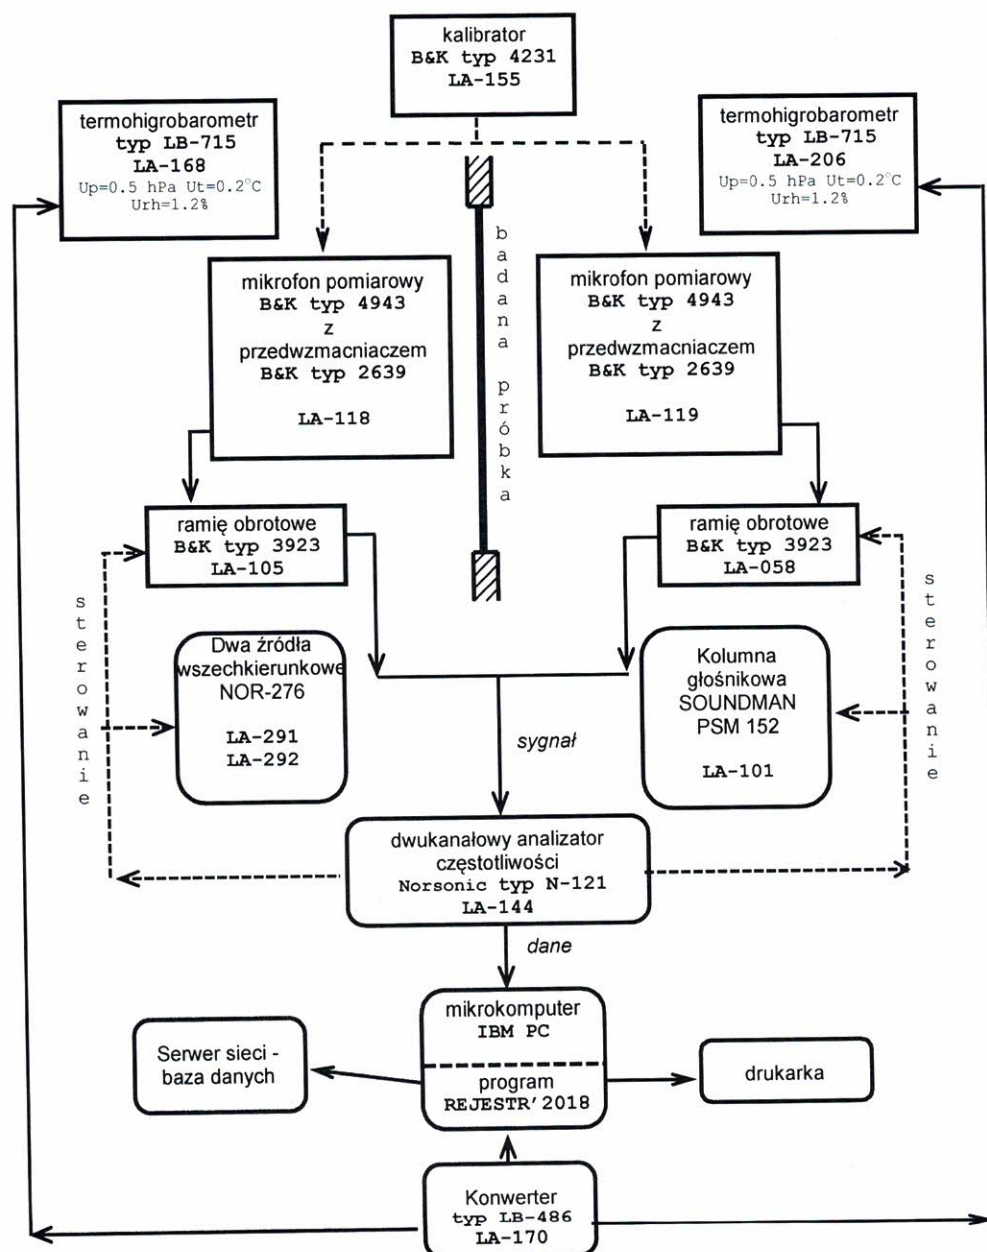 kalibrator
B&K typ 4231
LA-155
termohigrobarometr
typ LB-715
LA-168
Up=0.5 hPa Ut=0.2°C
Urh=1.2%
termohigrobarometr
typ LB-715
LA-206
Up=0.5 hPa Ut=0.2°C
Urh=1.2%
mikrofon pomiarowy
B&K typ 4943
z
przedwzmacniaczem
B&K typ 2639
LA-118
badana próbka
mikrofon pomiarowy
B&K typ 4943
z
przedwzmacniaczem
B&K typ 2639
LA-119
ramię obrotowe
B&K typ 3923
LA-105
ramię obrotowe
B&K typ 3923
LA-058
sterowanie
Dwa źródła
wszechkierunkowe
NOR-276
LA-291
LA-292
sygnał
Kolumna
głośnikowa
SOUNDMAN
PSM 152
LA-101
sterowanie
dwukanałowy analizator
częstotliwości
Norsonic typ N-121
LA-144
dane
mikrokomputer
IBM PC
program
REJESTR'2018
Serwer sieci -
baza danych
drukarka
Konwerter
typ LB-486
LA-170